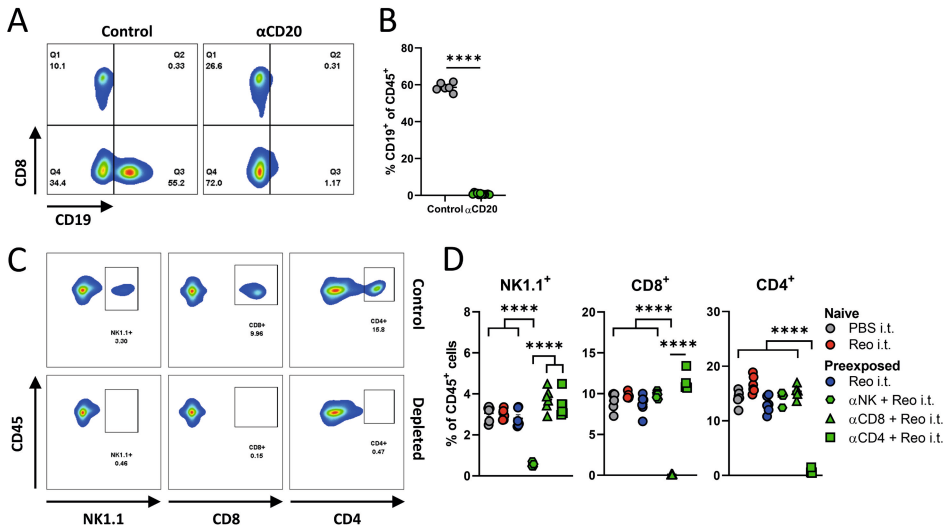 A
Control
αCD20
Q1
10.1
Q2
0.33
Q4
34.4
Q3
55.2
Q1
26.6
Q2
0.31
Q4
72.0
Q3
1.17
CD8
CD19
B
****
% CD19+ of CD45+
80
60
40
20
0
Control αCD20
C
NK1.1+
3.30
CD8+
9.96
CD4+
15.8
Control
NK1.1+
0.46
CD8+
0.15
CD4+
0.47
Depleted
CD45
NK1.1
CD8
CD4
D
NK1.1+
CD8+
CD4+
% of CD45+ cells
8
6
4
2
0
****
****
20
15
10
5
0
****
****
30
20
10
0
****
Naive
PBS i.t.
Reo i.t.
Preexposed
Reo i.t.
αNK + Reo i.t.
αCD8 + Reo i.t.
αCD4 + Reo i.t.